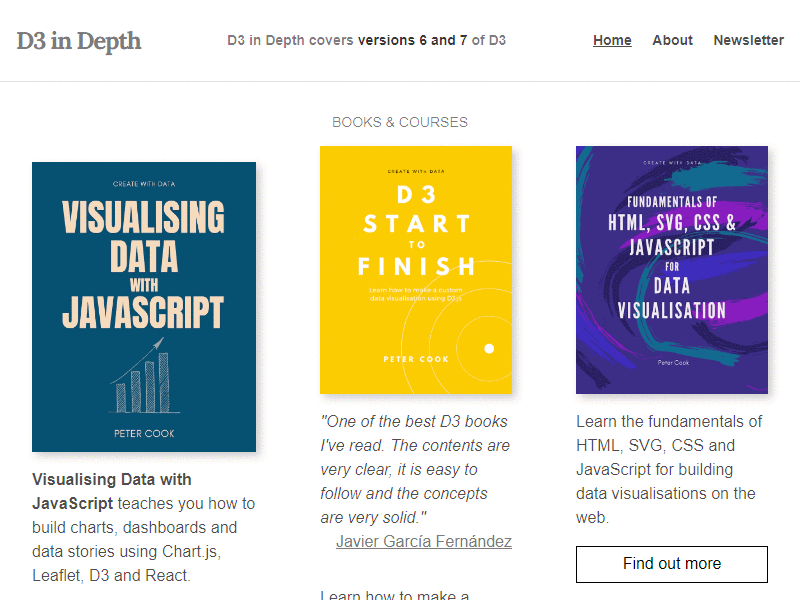 D3 in Depth
D3 in Depth covers versions 6 and 7 of D3
Home About Newsletter
BOOKS & COURSES
CREATE WITH DATA
VISUALISING
DATA
WITH
JAVASCRIPT
PETER COOK
Visualising Data with
JavaScript teaches you how to
build charts, dashboards and
data stories using Chart.js,
Leaflet, D3 and React.
CREATE WITH DATA
D3
START
TO
FINISH
Learn how to make a custom
data visualisation using D3js
PETER COOK
"One of the best D3 books
I've read. The contents are
very clear, it is easy to
follow and the concepts
are very solid."
Javier García Fernández
Learn how to make a
CREATE WITH DATA
FUNDAMENTALS OF
HTML, SVG, CSS &
JAVASCRIPT
FOR
DATA
VISUALISATION
Peter Cook
Learn the fundamentals of
HTML, SVG, CSS and
JavaScript for building
data visualisations on the
web.
Find out more